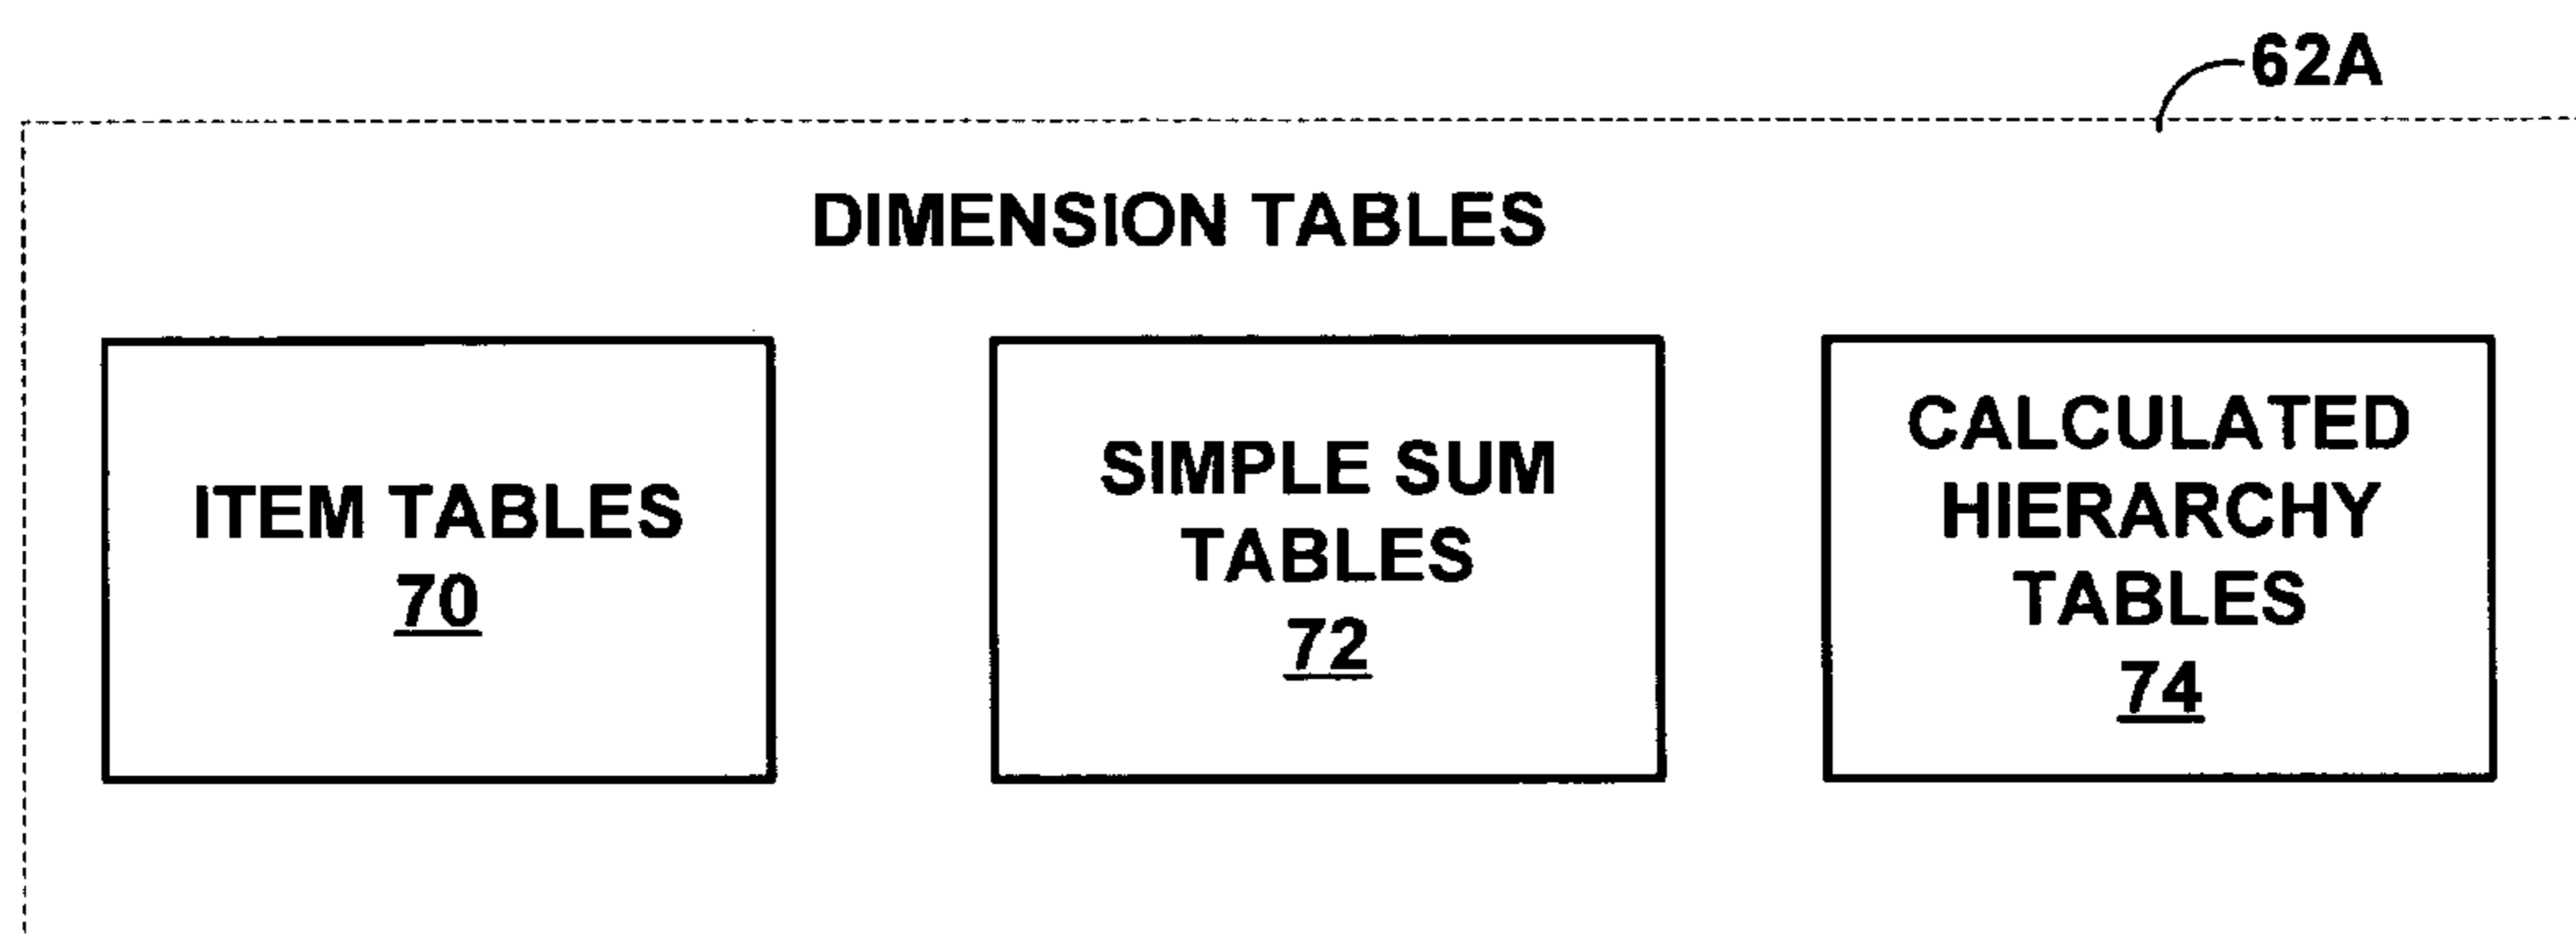 62A
DIMENSION TABLES
ITEM TABLES
70
SIMPLE SUM
TABLES
72
CALCULATED
HIERARCHY
TABLES
74